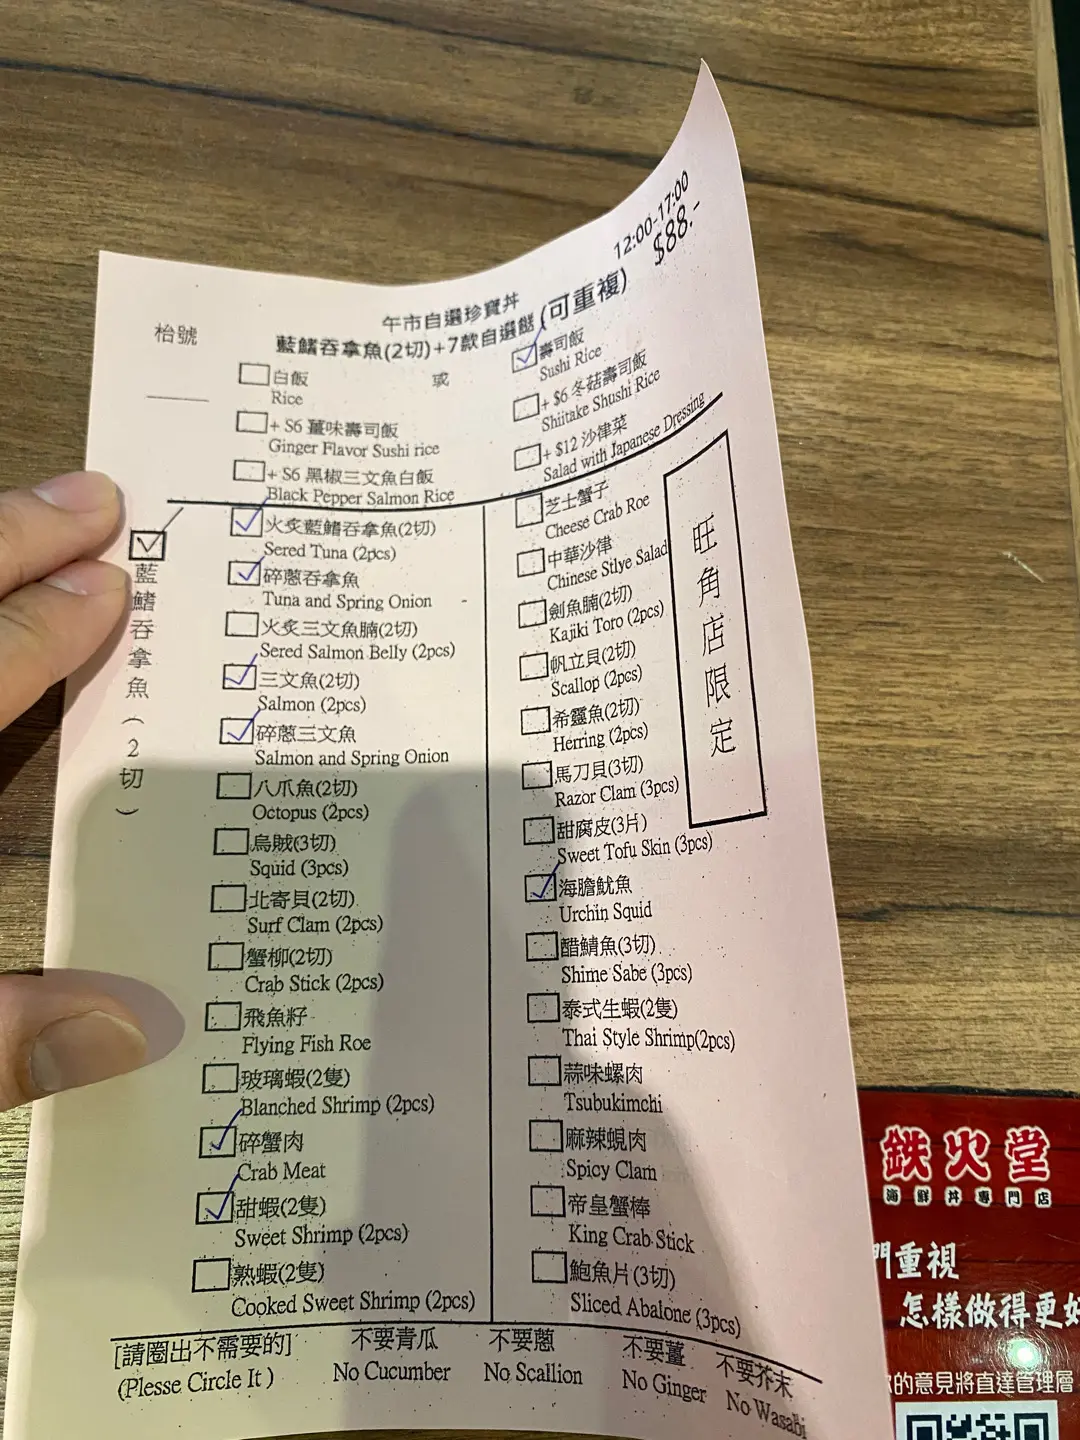 12:00-17:00
$88.-
午市自選珍寶丼
藍鰭吞拿魚(2切)+7款自選餸(可重複)
枱號
白飯
Rice
或
壽司飯
Sushi Rice
+ $6 薑味壽司飯
Ginger Flavor Sushi rice
+ $6 冬菇壽司飯
Shiitake Shushi Rice
+ $6 黑椒三文魚白飯
Black Pepper Salmon Rice
+ $12 沙律菜
Salad with Japanese Dressing
藍鰭吞拿魚(2切)
火炙藍鰭吞拿魚(2切)
Sered Tuna (2pcs)
碎蔥吞拿魚
Tuna and Spring Onion
火炙三文魚腩(2切)
Sered Salmon Belly (2pcs)
三文魚(2切)
Salmon (2pcs)
碎蔥三文魚
Salmon and Spring Onion
八爪魚(2切)
Octopus (2pcs)
烏賊(3切)
Squid (3pcs)
北寄貝(2切)
Surf Clam (2pcs)
蟹柳(2切)
Crab Stick (2pcs)
飛魚籽
Flying Fish Roe
玻璃蝦(2隻)
Blanched Shrimp (2pcs)
碎蟹肉
Crab Meat
甜蝦(2隻)
Sweet Shrimp (2pcs)
熟蝦(2隻)
Cooked Sweet Shrimp (2pcs)
芝士蟹子
Cheese Crab Roe
中華沙律
Chinese Stlye Salad
劍魚腩(2切)
Kajiki Toro (2pcs)
帆立貝(2切)
Scallop (2pcs)
希靈魚(2切)
Herring (2pcs)
馬刀貝(3切)
Razor Clam (3pcs)
甜腐皮(3片)
Sweet Tofu Skin (3pcs)
海膽魷魚
Urchin Squid
醋鯖魚(3切)
Shime Sabe (3pcs)
泰式生蝦(2隻)
Thai Style Shrimp(2pcs)
蒜味螺肉
Tsubukimchi
麻辣蜆肉
Spicy Clam
帝皇蟹棒
King Crab Stick
鮑魚片(3切)
Sliced Abalone (3pcs)
旺角店限定
[請圈出不需要的]
(Plesse Circle It )
不要青瓜
No Cucumber
不要蔥
No Scallion
不要薑
No Ginger
不要芥末
No Wasabi
鉄火堂
海鮮丼專門店
門重視
怎樣做得更好
的意見將直達管理層